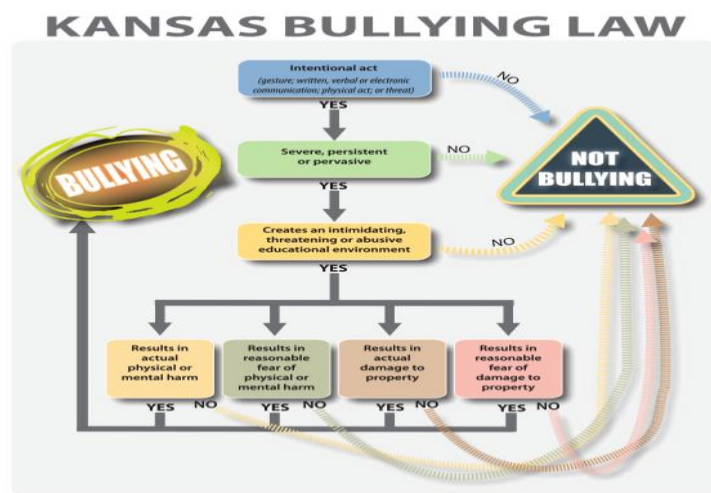 KANSAS BULLYING LAW
Intentional act
(gesture; written, verbal or electronic
communication; physical act; or threat)
NO
YES
Severe, persistent
or pervasive
NO
NOT
BULLYING
BULLYING
YES
Creates an intimidating,
threatening or abusive
educational environment
NO
YES
Results in
actual
physical or
mental harm
Results in
reasonable
fear of
physical or
mental harm
Results in
actual
damage to
property
Results in
reasonable
fear of
damage to
property
YES NO
YES NO
YES NO
YES NO